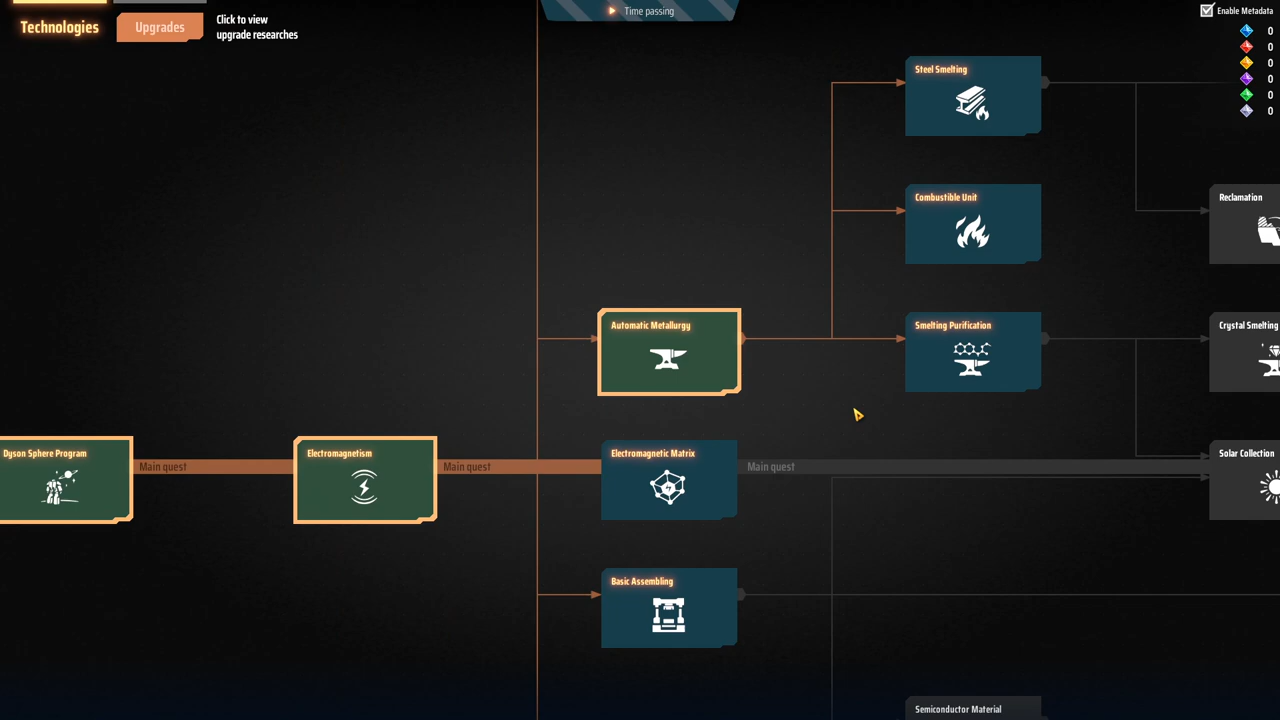 Technologies
Upgrades
Click to view
upgrade researches
Time passing
Enable Metadata
0
0
0
0
0
0
Steel Smelting
Combustible Unit
Reclamation
Automatic Metallurgy
Smelting Purification
Crystal Smelting
Dyson Sphere Program
Main quest
Electromagnetism
Main quest
Electromagnetic Matrix
Main quest
Solar Collection
Basic Assembling
Semiconductor Material